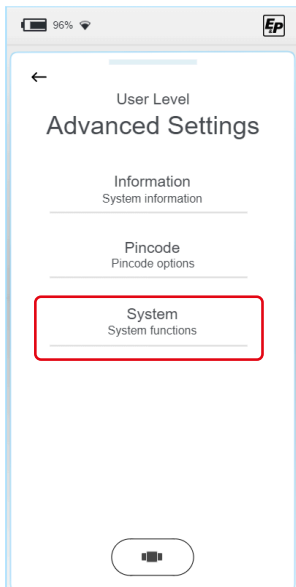 96%
EP
User Level
Advanced Settings
Information
System information
Pincode
Pincode options
System
System functions